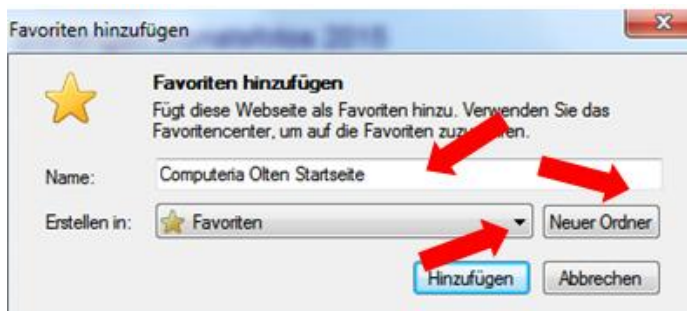 Favoriten hinzufügen
Favoriten hinzufügen
Fügt diese Webseite als Favoriten hinzu. Verwenden Sie das
Favoritencenter, um auf die Favoriten
Name: Computeria Olten Startseite
Erstellen in: Favoriten Neuer Ordner
Hinzufügen Abbrechen